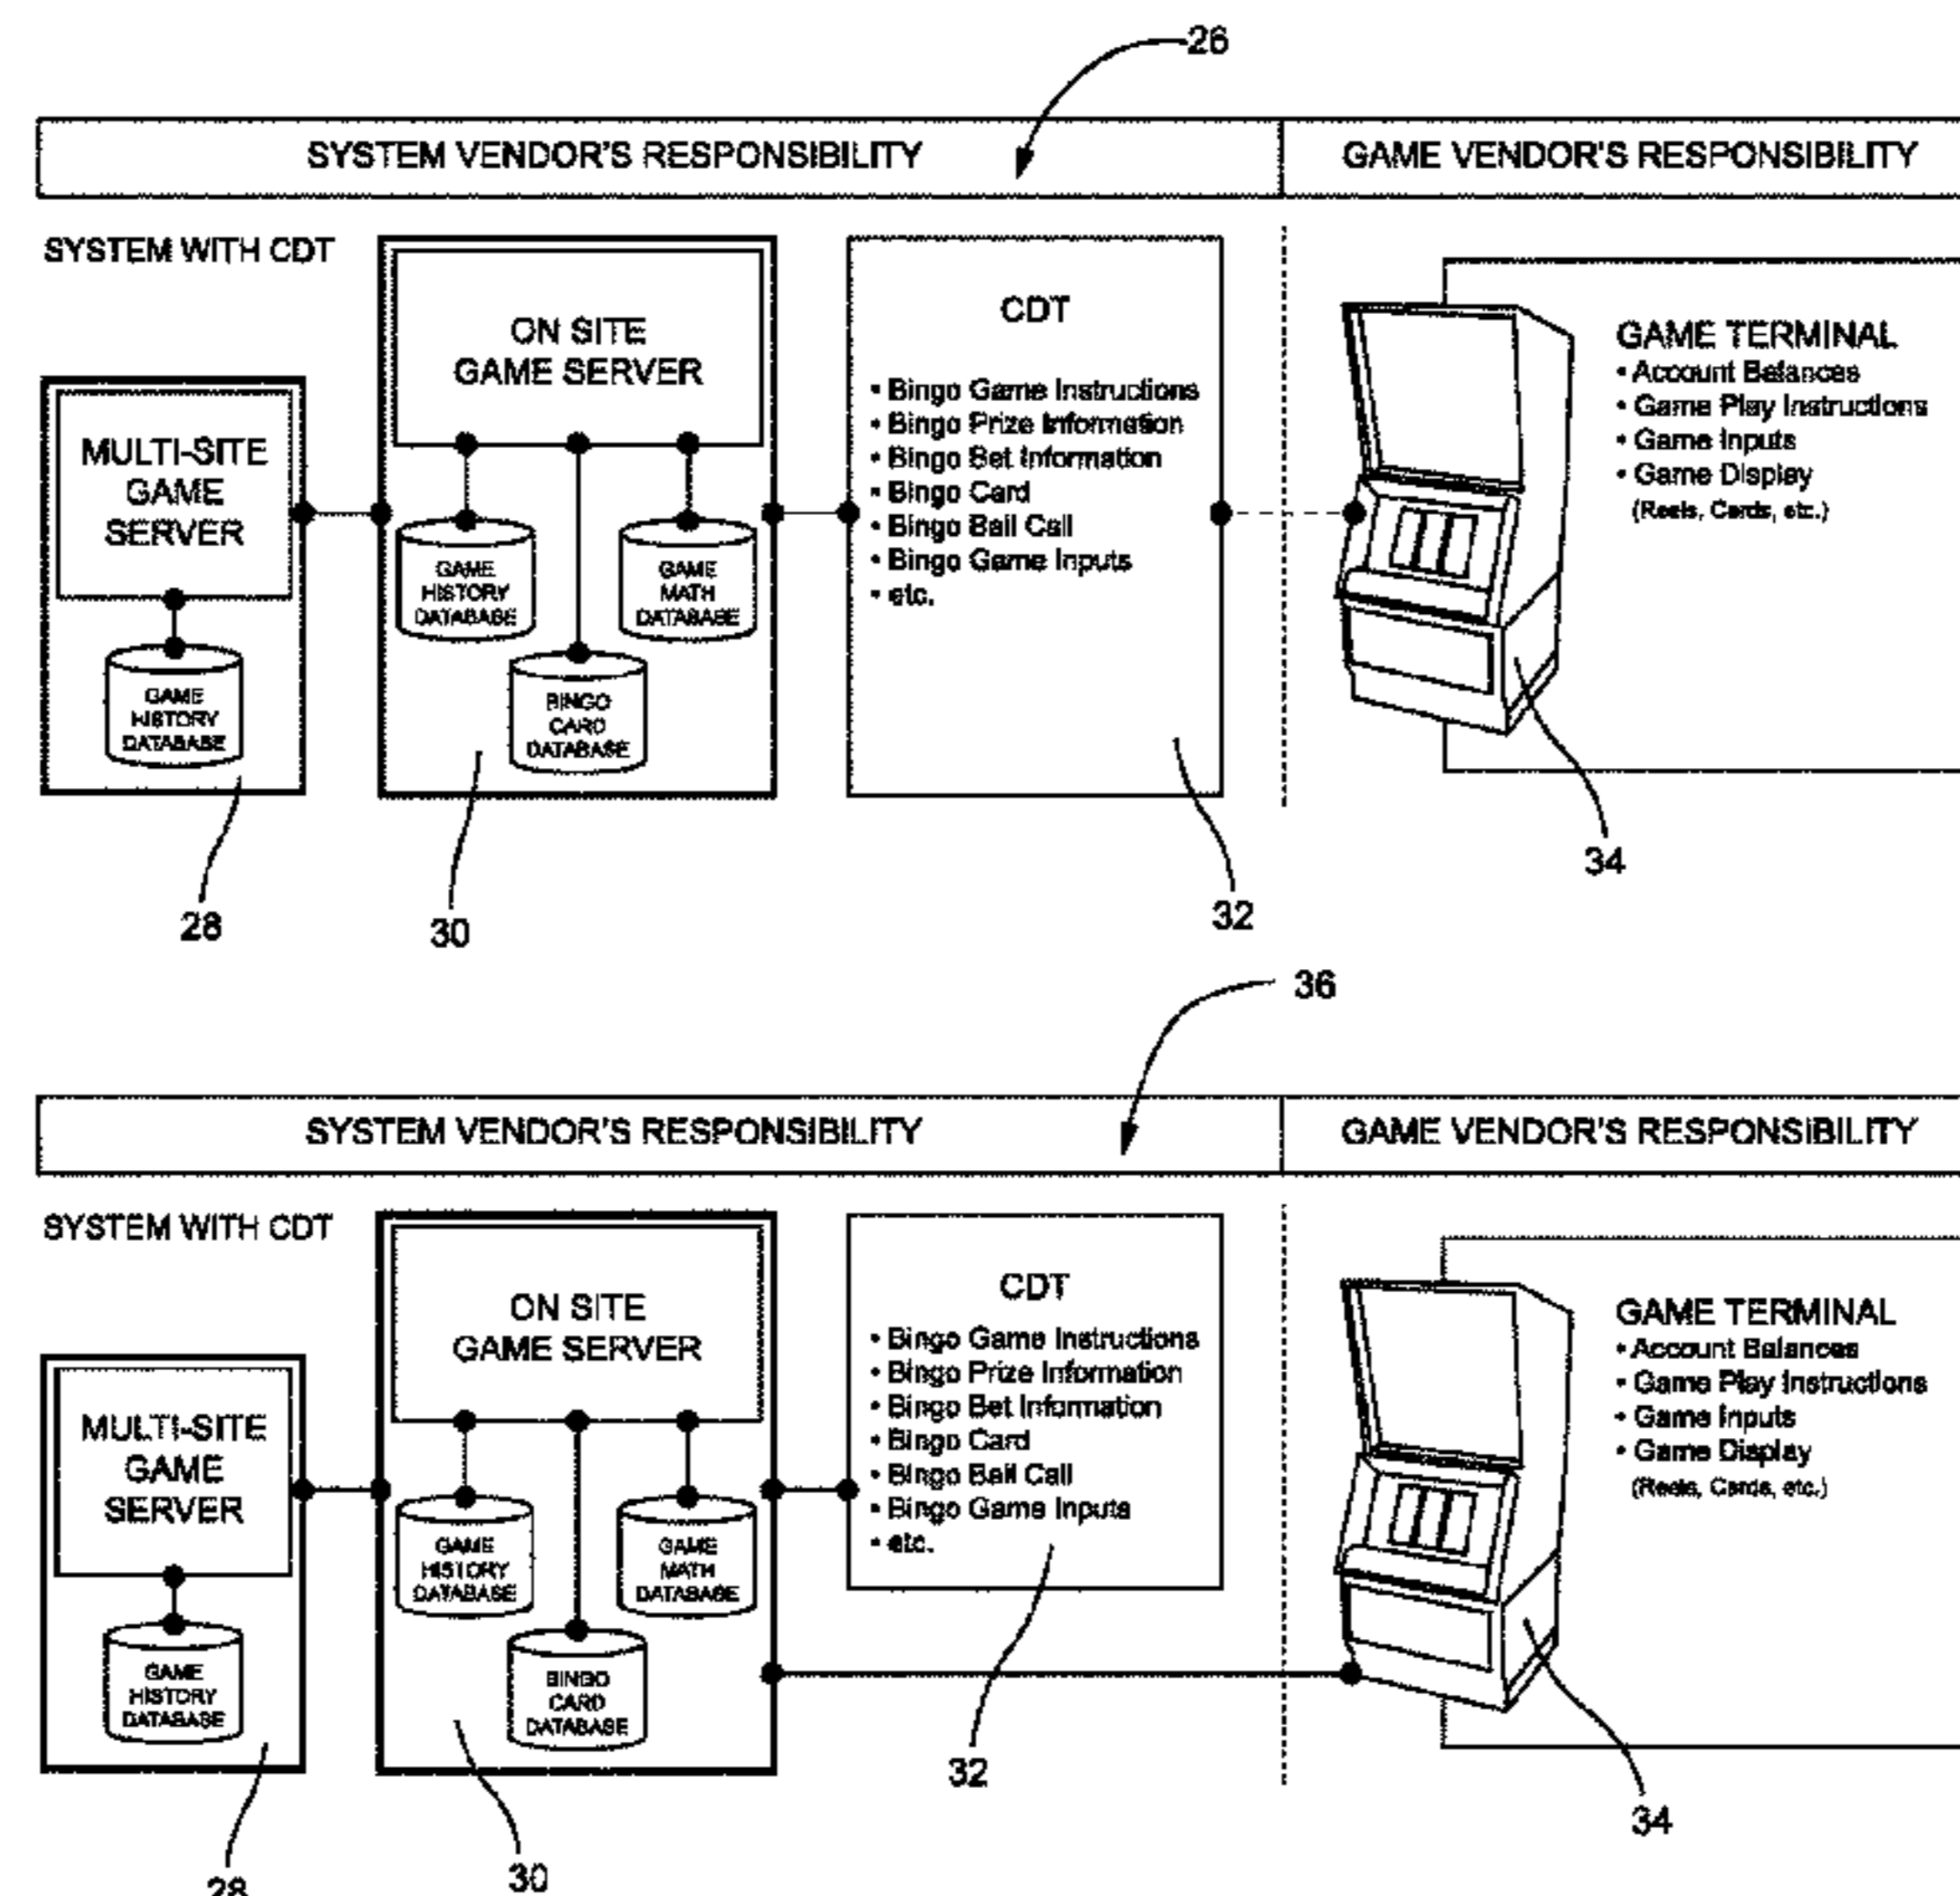 26
SYSTEM VENDOR'S RESPONSIBILITY
GAME VENDOR'S RESPONSIBILITY
SYSTEM WITH CDT
MULTI-SITE
GAME
SERVER
GAME
HISTORY
DATABASE
28
ON SITE
GAME SERVER
GAME
HISTORY
DATABASE
BINGO
CARD
DATABASE
GAME
MATH
DATABASE
30
CDT
• Bingo Game Instructions
• Bingo Prize Information
• Bingo Bet Information
• Bingo Card
• Bingo Ball Call
• Bingo Game Inputs
• etc.
32
GAME TERMINAL
• Account Balances
• Game Play Instructions
• Game Inputs
• Game Display
(Reels, Cards, etc.)
34
36
SYSTEM VENDOR'S RESPONSIBILITY
GAME VENDOR'S RESPONSIBILITY
SYSTEM WITH CDT
MULTI-SITE
GAME
SERVER
GAME
HISTORY
DATABASE
28
ON SITE
GAME SERVER
GAME
HISTORY
DATABASE
BINGO
CARD
DATABASE
GAME
MATH
DATABASE
30
CDT
• Bingo Game Instructions
• Bingo Prize Information
• Bingo Bet Information
• Bingo Card
• Bingo Ball Call
• Bingo Game Inputs
• etc.
32
GAME TERMINAL
• Account Balances
• Game Play Instructions
• Game Inputs
• Game Display
(Reels, Cards, etc.)
34